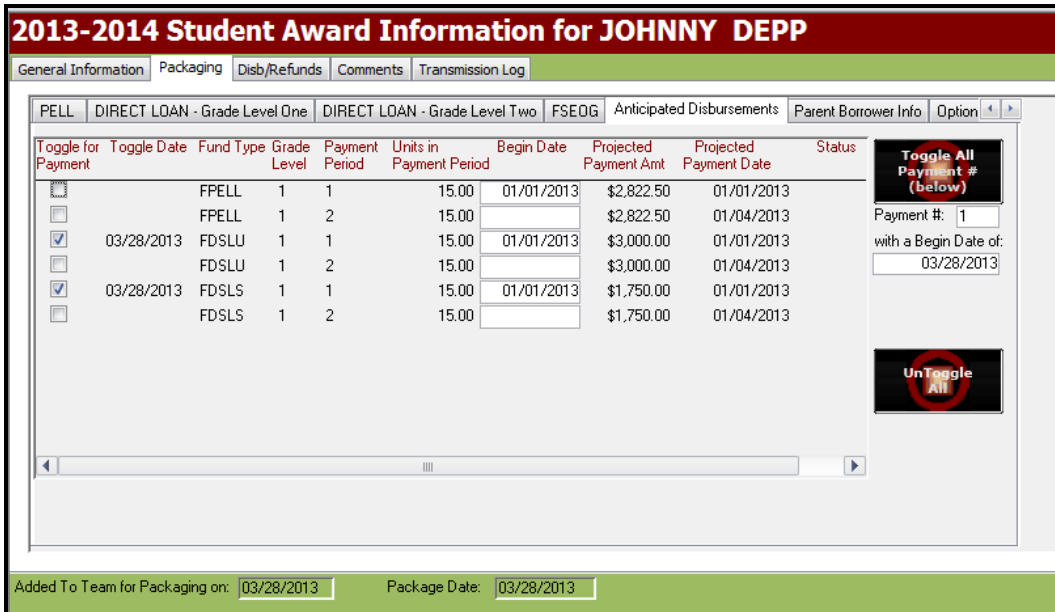 2013-2014 Student Award Information for JOHNNY DEPP
General Information Packaging Disb/Refunds Comments Transmission Log
PELL DIRECT LOAN - Grade Level One DIRECT LOAN - Grade Level Two FSEOG Anticipated Disbursements Parent Borrower Info Option
Toggle for Payment Toggle Date Fund Type Grade Level Payment Period Units in Payment Period Begin Date Projected Payment Amt Projected Payment Date Status
FPELL 1 1 15.00 01/01/2013 $2,822.50 01/01/2013
FPELL 1 2 15.00 $2,822.50 01/04/2013
03/28/2013 FDSLU 1 1 15.00 01/01/2013 $3,000.00 01/01/2013
FDSLU 1 2 15.00 $3,000.00 01/04/2013
03/28/2013 FDSLS 1 1 15.00 01/01/2013 $1,750.00 01/01/2013
FDSLS 1 2 15.00 $1,750.00 01/04/2013
Toggle All
Payment #
(below)
Payment #: 1
with a Begin Date of:
03/28/2013
UnToggle
All
Added To Team for Packaging on: 03/28/2013 Package Date: 03/28/2013